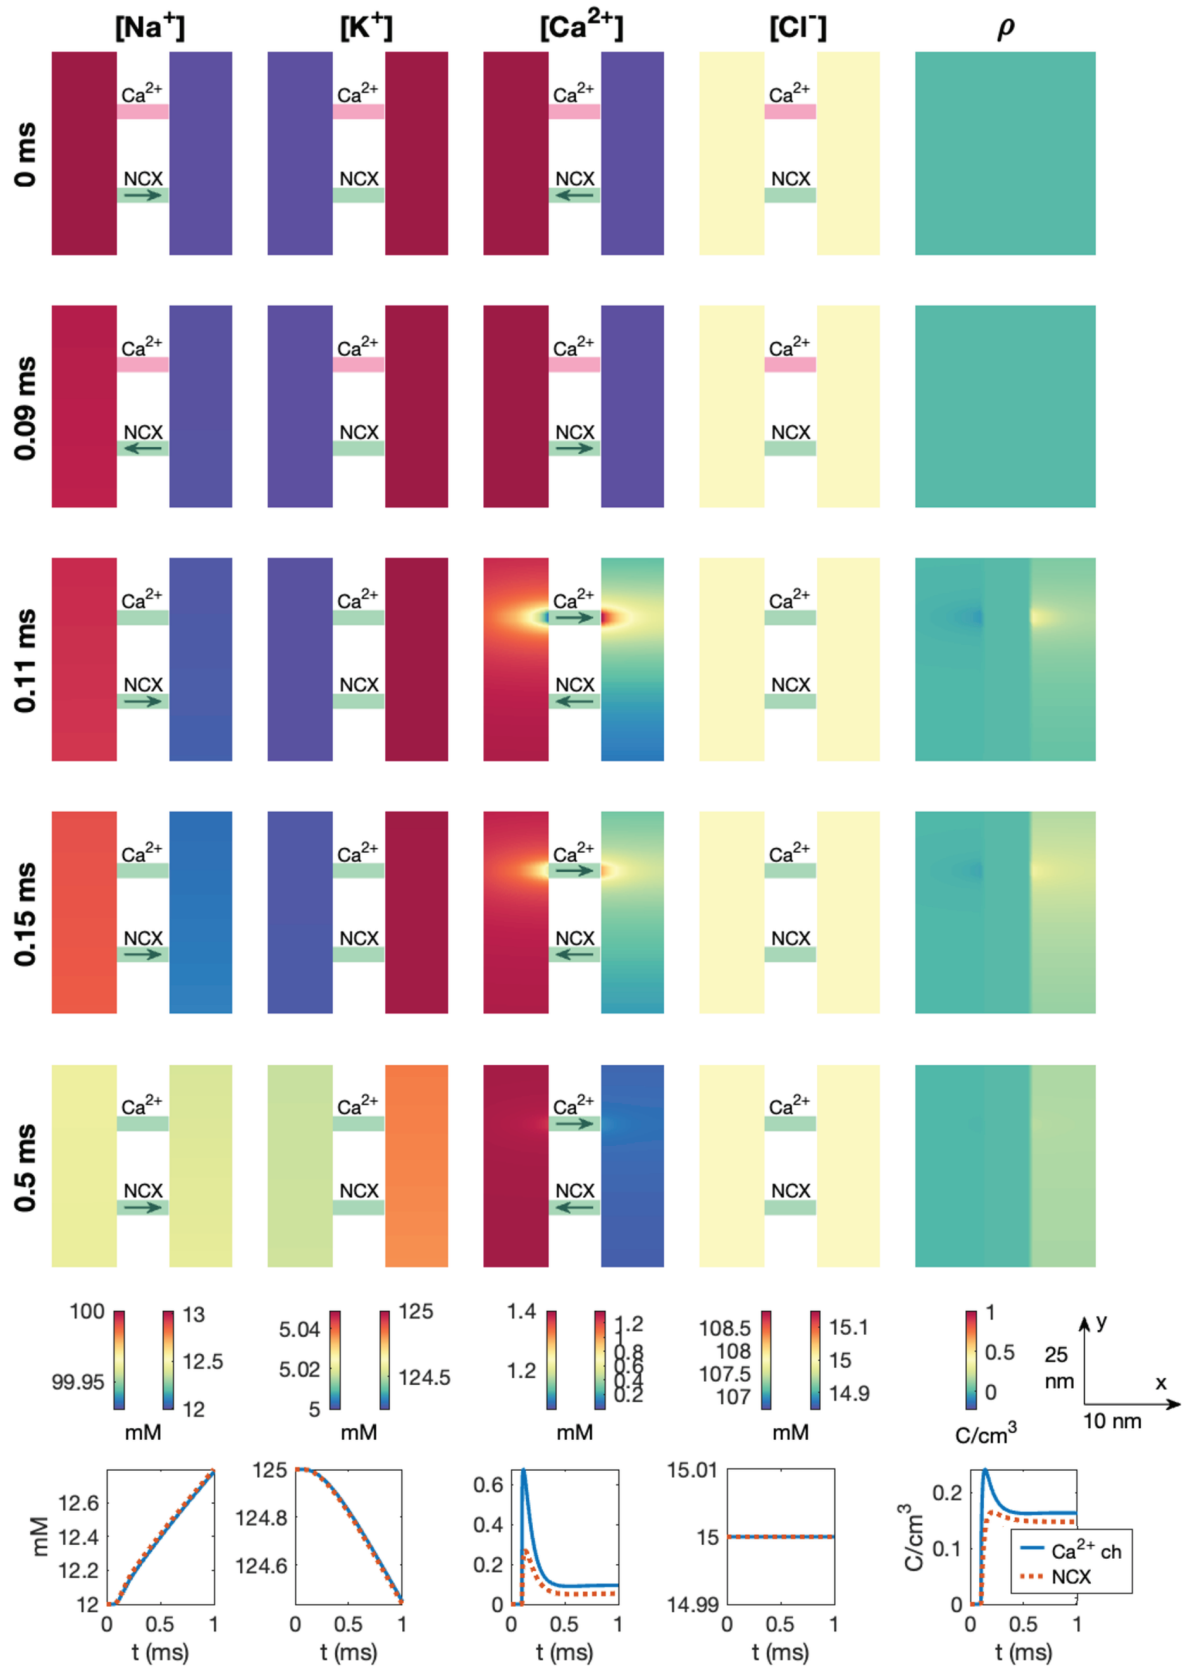 [Na⁺] [K⁺] [Ca²⁺] [Cl⁻] ρ
0 ms
Ca²⁺ Ca²⁺ Ca²⁺ Ca²⁺
NCX NCX NCX NCX
0.09 ms
Ca²⁺ Ca²⁺ Ca²⁺ Ca²⁺
NCX NCX NCX NCX
0.11 ms
Ca²⁺ Ca²⁺ Ca²⁺ Ca²⁺
NCX NCX NCX NCX
0.15 ms
Ca²⁺ Ca²⁺ Ca²⁺ Ca²⁺
NCX NCX NCX NCX
0.5 ms
Ca²⁺ Ca²⁺ Ca²⁺ Ca²⁺
NCX NCX NCX NCX
100
99.95
13
12.5
12
mM
5.04
5.02
5
125
124.5
mM
1.4
1.2
1.2
0.8
0.6
0.4
0.2
mM
108.5
108
107.5
107
15.1
15
14.9
mM
1
0.5
0
C/cm³
y
25
nm
x
10 nm
mM
12.6
12.4
12.2
12
0 0.5 1
t (ms)
125
124.8
124.6
0 0.5 1
t (ms)
0.6
0.4
0.2
0
0 0.5 1
t (ms)
15.01
15
14.99
0 0.5 1
t (ms)
C/cm³
0.2
0.1
0
0 0.5 1
t (ms)
Ca²⁺ ch
NCX